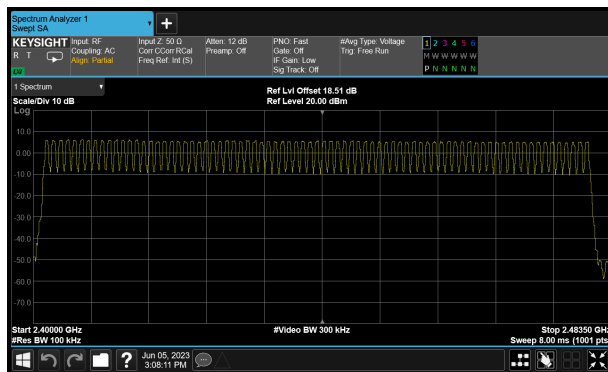 Spectrum Analyzer 1
Swept SA
+
KEYSIGHT
R T
Input: RF
Coupling: AC
Align: Partial
Input Z: 50 Ω
Corr CCorr RCal
Freq Ref: Int (S)
Atten: 12 dB
Preamp: Off
PNO: Fast
Gate: Off
IF Gain: Low
Sig Track: Off
#Avg Type: Voltage
Trig: Free Run
1 2 3 4 5 6
M W W W W W
P N N N N N
1 Spectrum
Scale/Div 10 dB
Ref Lvl Offset 18.51 dB
Ref Level 20.00 dBm
Log
10.0
0.00
-10.0
-20.0
-30.0
-40.0
-50.0
-60.0
-70.0
Start 2.40000 GHz
#Res BW 100 kHz
#Video BW 300 kHz
Stop 2.48350 GHz
Sweep 8.00 ms (1001 pts)
?
Jun 05, 2023
3:08:11 PM